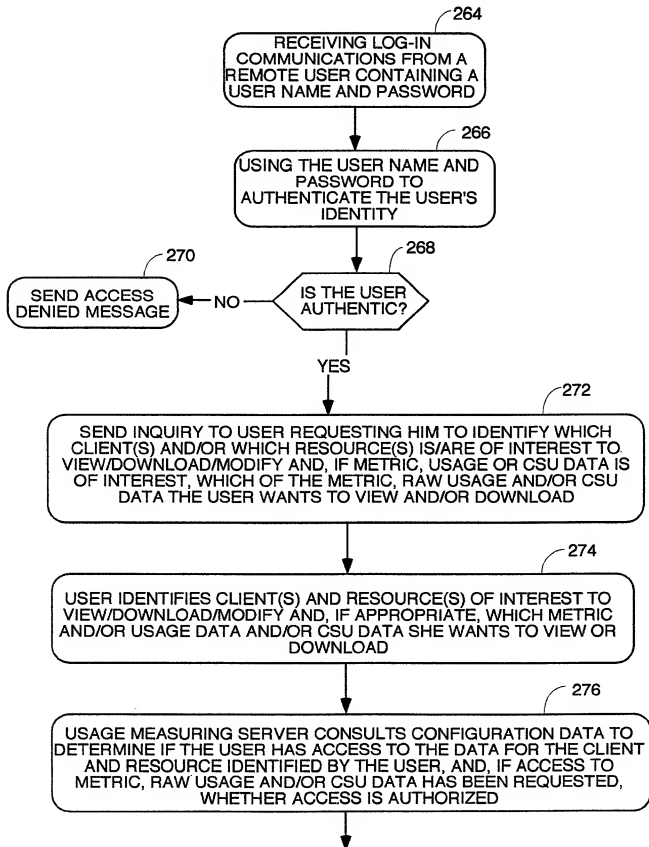 264
RECEIVING LOG-IN
COMMUNICATIONS FROM A
REMOTE USER CONTAINING A
USER NAME AND PASSWORD
266
USING THE USER NAME AND
PASSWORD TO
AUTHENTICATE THE USER'S
IDENTITY
268
IS THE USER
AUTHENTIC?
270
NO
SEND ACCESS
DENIED MESSAGE
YES
272
SEND INQUIRY TO USER REQUESTING HIM TO IDENTIFY WHICH
CLIENT(S) AND/OR WHICH RESOURCE(S) IS/ARE OF INTEREST TO
VIEW/DOWNLOAD/MODIFY AND, IF METRIC, USAGE OR CSU DATA IS
OF INTEREST, WHICH OF THE METRIC, RAW USAGE AND/OR CSU
DATA THE USER WANTS TO VIEW AND/OR DOWNLOAD
274
USER IDENTIFIES CLIENT(S) AND RESOURCE(S) OF INTEREST TO
VIEW/DOWNLOAD/MODIFY AND, IF APPROPRIATE, WHICH METRIC
AND/OR USAGE DATA AND/OR CSU DATA SHE WANTS TO VIEW OR
DOWNLOAD
276
USAGE MEASURING SERVER CONSULTS CONFIGURATION DATA TO
DETERMINE IF THE USER HAS ACCESS TO THE DATA FOR THE CLIENT
AND RESOURCE IDENTIFIED BY THE USER, AND, IF ACCESS TO
METRIC, RAW USAGE AND/OR CSU DATA HAS BEEN REQUESTED,
WHETHER ACCESS IS AUTHORIZED